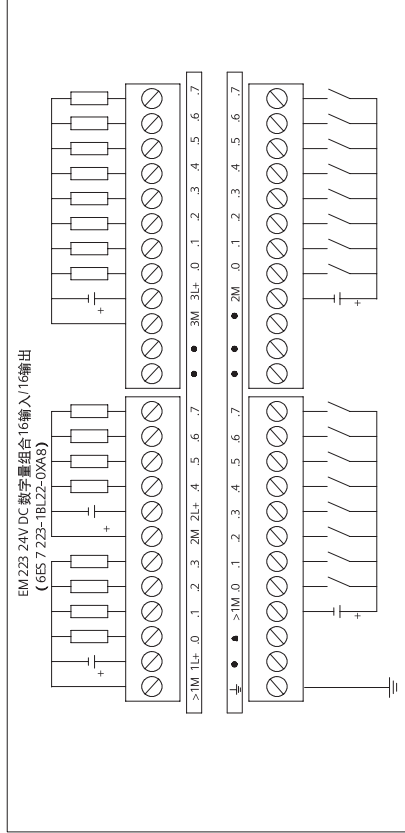 EM 223 24V DC 数字量组合16输入/16输出
(6ES 7 223-1BL22-0XA8)
+ + + +
>1M 1L+ .0 .1 .2 .3 2M 2L+ .4 .5 .6 .7 ● ● 3M 3L+ .0 .1 .2 .3 .4 .5 .6 .7
● ● >1M .0 .1 .2 .3 .4 .5 .6 .7 ● ● ● 2M .0 .1 .2 .3 .4 .5 .6 .7
+ +